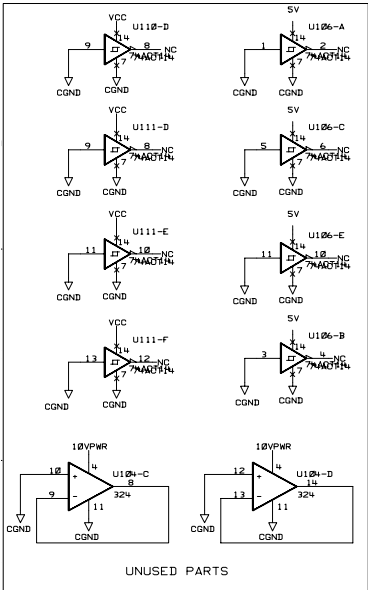 VCC
U110-D
14
9
8
NC
7
74ACT14
CGND
CGND
5V
U106-A
14
1
2
NC
7
74ACT14
CGND
CGND
VCC
U111-D
14
9
8
NC
7
74ACT14
CGND
CGND
5V
U106-C
14
5
6
NC
7
74ACT14
CGND
CGND
VCC
U111-E
14
11
10
NC
7
74ACT14
CGND
CGND
5V
U106-E
14
11
10
NC
7
74ACT14
CGND
CGND
VCC
U111-F
14
13
12
NC
7
74ACT14
CGND
CGND
5V
U106-B
14
3
4
NC
7
74ACT14
CGND
CGND
10VPWR
U104-C
4
10
+
8
9
-
324
11
CGND
CGND
10VPWR
U104-D
4
12
+
14
13
-
324
11
CGND
CGND
UNUSED PARTS